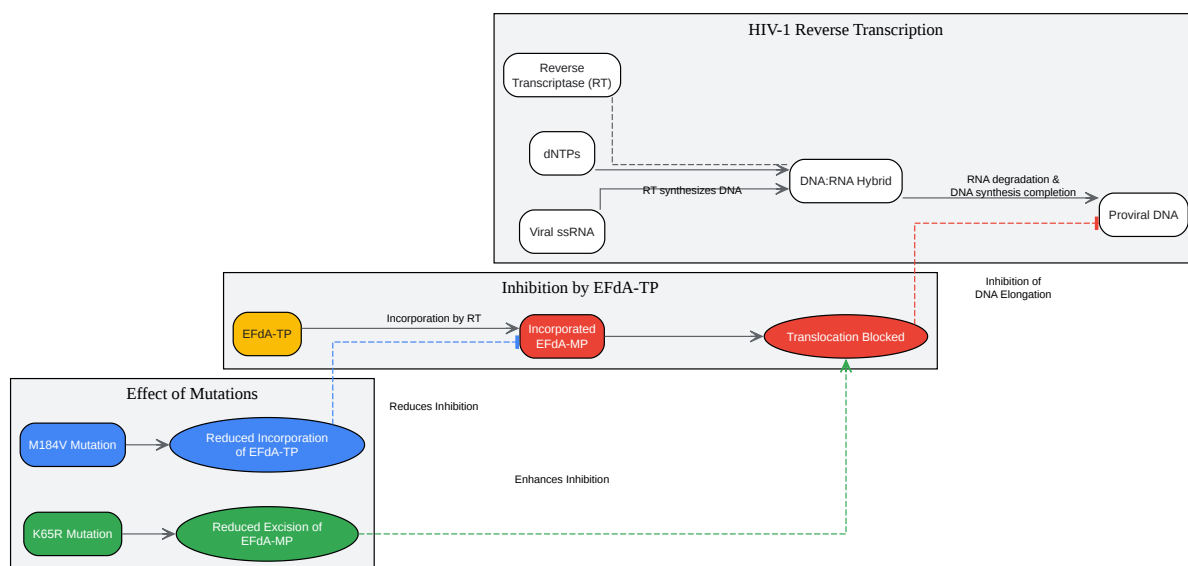 HIV-1 Reverse Transcription
Reverse
Transcriptase (RT)
dNTPs
RT synthesizes DNA
Viral ssRNA
DNA:RNA Hybrid
RNA degradation &
DNA synthesis completion
Proviral DNA
Inhibition of
DNA Elongation
Inhibition by EFdA-TP
EFdA-TP
Incorporation by RT
Incorporated
EFdA-MP
Translocation Blocked
Effect of Mutations
Reduces Inhibition
M184V Mutation
Reduced Incorporation
of EFdA-TP
Enhances Inhibition
K65R Mutation
Reduced Excision of
EFdA-MP